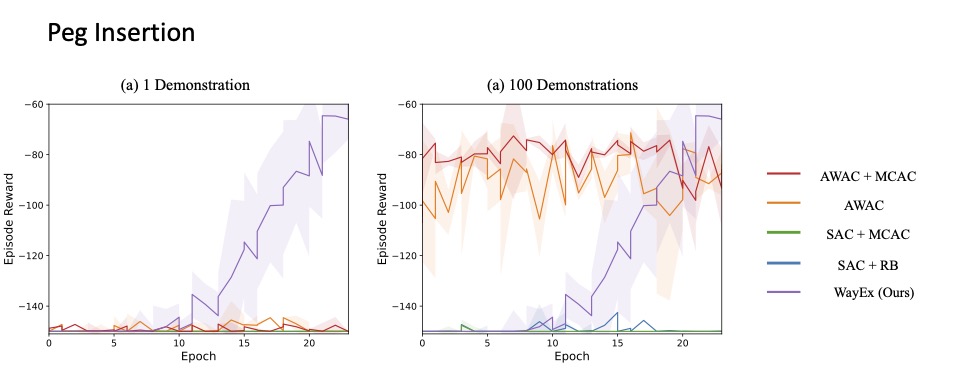 Peg Insertion
(a) 1 Demonstration
−60
−80
−100
−120
−140
Episode Reward
0 5 10 15 20
Epoch
(a) 100 Demonstrations
−60
−80
−100
−120
−140
Episode Reward
0 5 10 15 20
Epoch
AWAC + MCAC
AWAC
SAC + MCAC
SAC + RB
WayEx (Ours)